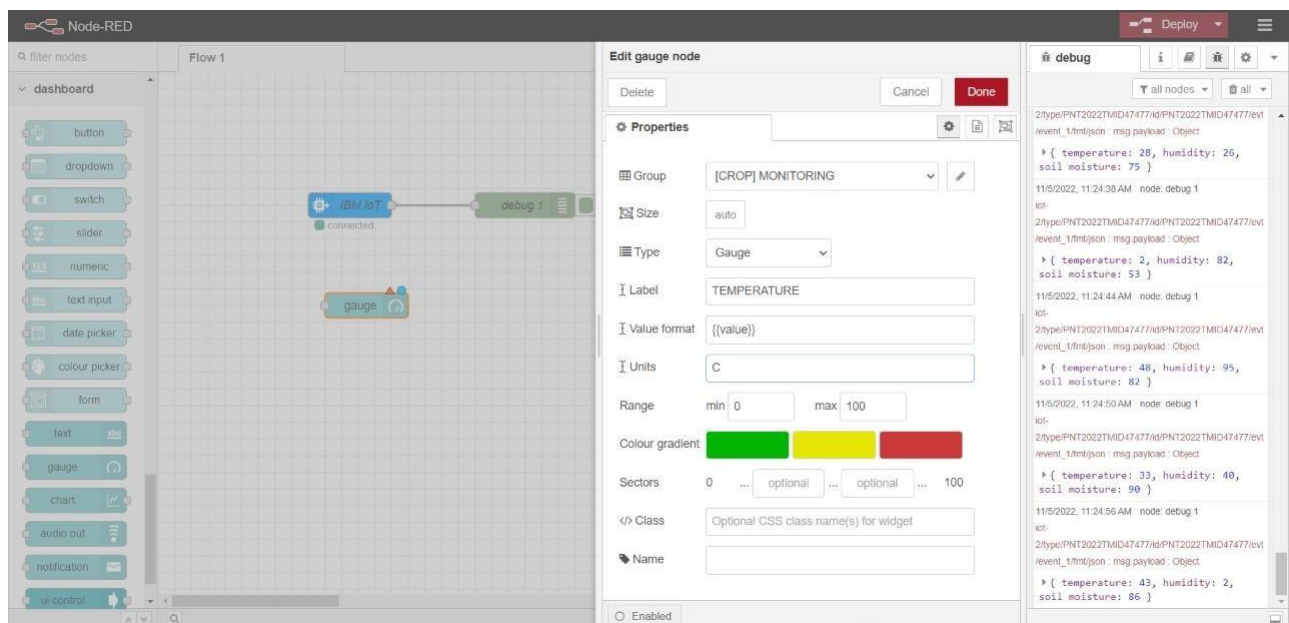 Node-RED
Deploy
filter nodes
dashboard
button
dropdown
switch
slider
numeric
text input
date picker
colour picker
form
text
gauge
chart
audio out
notification
ui control
Flow 1
IBM IoT
connected
debug 1
gauge
Edit gauge node
Delete
Cancel
Done
Properties
Group [CROP] MONITORING
Size auto
Type Gauge
Label TEMPERATURE
Value format {{value}}
Units C
Range min 0 max 100
Colour gradient
Sectors 0 ... optional ... optional ... 100
</> Class Optional CSS class name(s) for widget
Name
Enabled
debug
all nodes all
2/type/PNT2022TMID47477/id/PNT2022TMID47477/evt
/event_1/fmt/json : msg.payload : Object
{ temperature: 28, humidity: 26,
soil moisture: 75 }
11/5/2022, 11:24:38 AM node: debug 1
iot-
2/type/PNT2022TMID47477/id/PNT2022TMID47477/evt
/event_1/fmt/json : msg.payload : Object
{ temperature: 2, humidity: 82,
soil moisture: 53 }
11/5/2022, 11:24:44 AM node: debug 1
iot-
2/type/PNT2022TMID47477/id/PNT2022TMID47477/evt
/event_1/fmt/json : msg.payload : Object
{ temperature: 48, humidity: 95,
soil moisture: 82 }
11/5/2022, 11:24:50 AM node: debug 1
iot-
2/type/PNT2022TMID47477/id/PNT2022TMID47477/evt
/event_1/fmt/json : msg.payload : Object
{ temperature: 33, humidity: 40,
soil moisture: 90 }
11/5/2022, 11:24:56 AM node: debug 1
iot-
2/type/PNT2022TMID47477/id/PNT2022TMID47477/evt
/event_1/fmt/json : msg.payload : Object
{ temperature: 43, humidity: 2,
soil moisture: 86 }